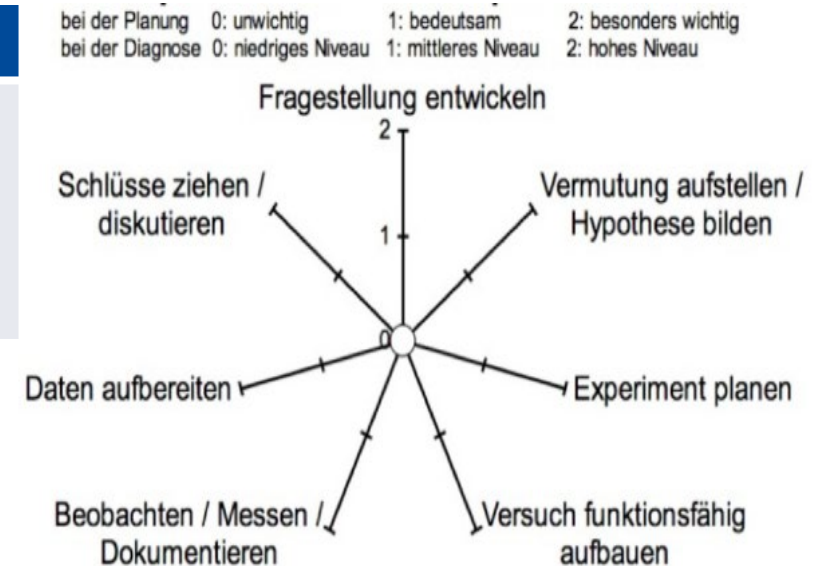 bei der Planung 0: unwichtig 1: bedeutsam 2: besonders wichtig
bei der Diagnose 0: niedriges Niveau 1: mittleres Niveau 2: hohes Niveau
Fragestellung entwickeln
2
1
0
Vermutung aufstellen /
Hypothese bilden
Experiment planen
Versuch funktionsfähig
aufbauen
Beobachten / Messen /
Dokumentieren
Daten aufbereiten
Schlüsse ziehen /
diskutieren